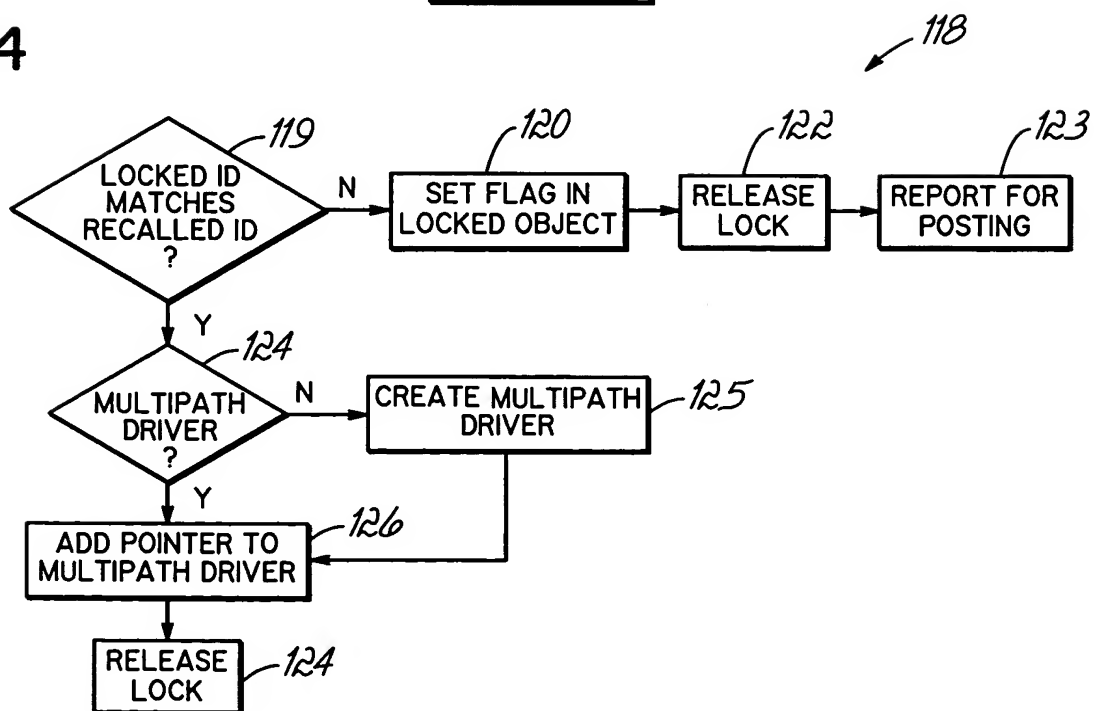 4
118
119
LOCKED ID
MATCHES
RECALLED ID
?
N
120
SET FLAG IN
LOCKED OBJECT
122
RELEASE
LOCK
123
REPORT FOR
POSTING
Y
124
MULTIPATH
DRIVER
?
N
CREATE MULTIPATH
DRIVER
125
Y
126
ADD POINTER TO
MULTIPATH DRIVER
RELEASE
LOCK
124